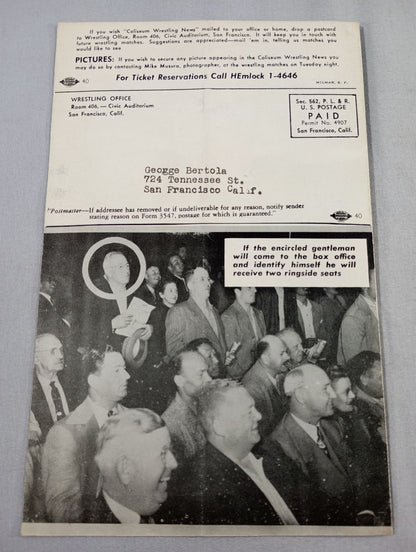 If you wish "Coliseum Wrestling News" mailed to your office or home, drop a postcard
to Wrestling Office, Room 406, Civic Auditorium, San Francisco. It will keep you in touch with
future wrestling matches. Suggestions are appreciated—mail 'em in, telling us matches you
would like to see
PICTURES: If you wish to secure any picture appearing in the Coliseum Wrestling News you
may do so by contacting Mike Musura, photographer, at the wrestling matches on Tuesday night.
40
For Ticket Reservations Call HEmlock 1-4646
WRESTLING OFFICE
Room 406, — Civic Auditorium
San Francisco, Calif.
Sec. 562, P. L. & R.
U. S. POSTAGE
PAID
Permit No. 4907
San Francisco, Calif.
George Bertola
724 Tennessee St.
San Francisco Calif.
"Postmaster—If addressee has removed or if undeliverable for any reason, notify sender
stating reason on Form 3547, postage for which is guaranteed."
40
If the encircled gentleman
will come to the box office
and identify himself he will
receive two ringside seats
40